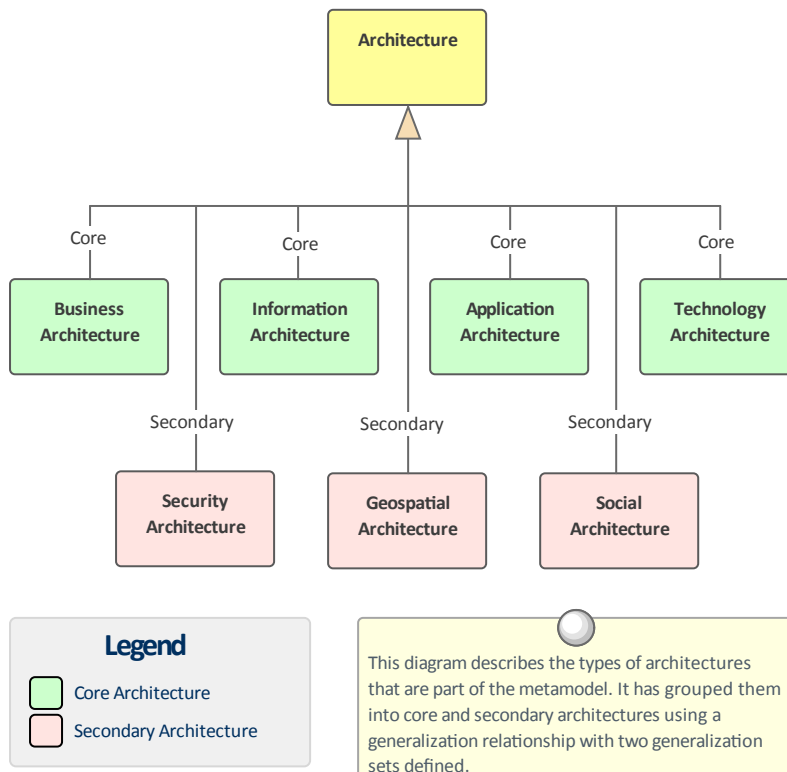 Architecture
Core
Core
Core
Core
Business
Architecture
Information
Architecture
Application
Architecture
Technology
Architecture
Secondary
Secondary
Secondary
Security
Architecture
Geospatial
Architecture
Social
Architecture
Legend
Core Architecture
Secondary Architecture
This diagram describes the types of architectures
that are part of the metamodel. It has grouped them
into core and secondary architectures using a
generalization relationship with two generalization
sets defined.